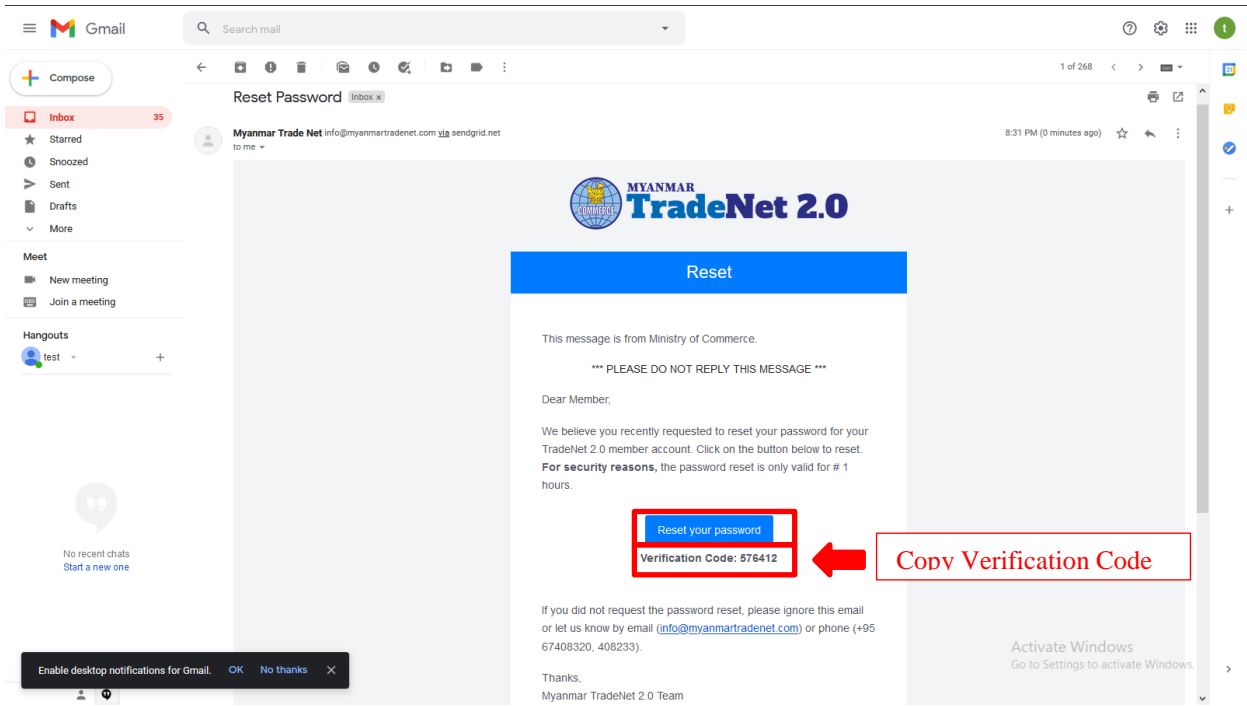 Gmail
Search mail
t
Compose
1 of 268
31
Inbox 35
Starred
Snoozed
Sent
Drafts
More
Meet
New meeting
Join a meeting
Hangouts
test
No recent chats
Start a new one
Reset Password Inbox x
Myanmar Trade Net info@myanmartradenet.com via sendgrid.net
8:31 PM (0 minutes ago)
to me
COMMERCE
MYANMAR
TradeNet 2.0
Reset
This message is from Ministry of Commerce.
*** PLEASE DO NOT REPLY THIS MESSAGE ***
Dear Member,
We believe you recently requested to reset your password for your
TradeNet 2.0 member account. Click on the button below to reset.
For security reasons, the password reset is only valid for # 1
hours.
Reset your password
Verification Code: 576412
Copy Verification Code
If you did not request the password reset, please ignore this email
or let us know by email (info@myanmartradenet.com) or phone (+95
67408320, 408233).
Thanks,
Myanmar TradeNet 2.0 Team
Activate Windows
Go to Settings to activate Windows.
Enable desktop notifications for Gmail. OK No thanks